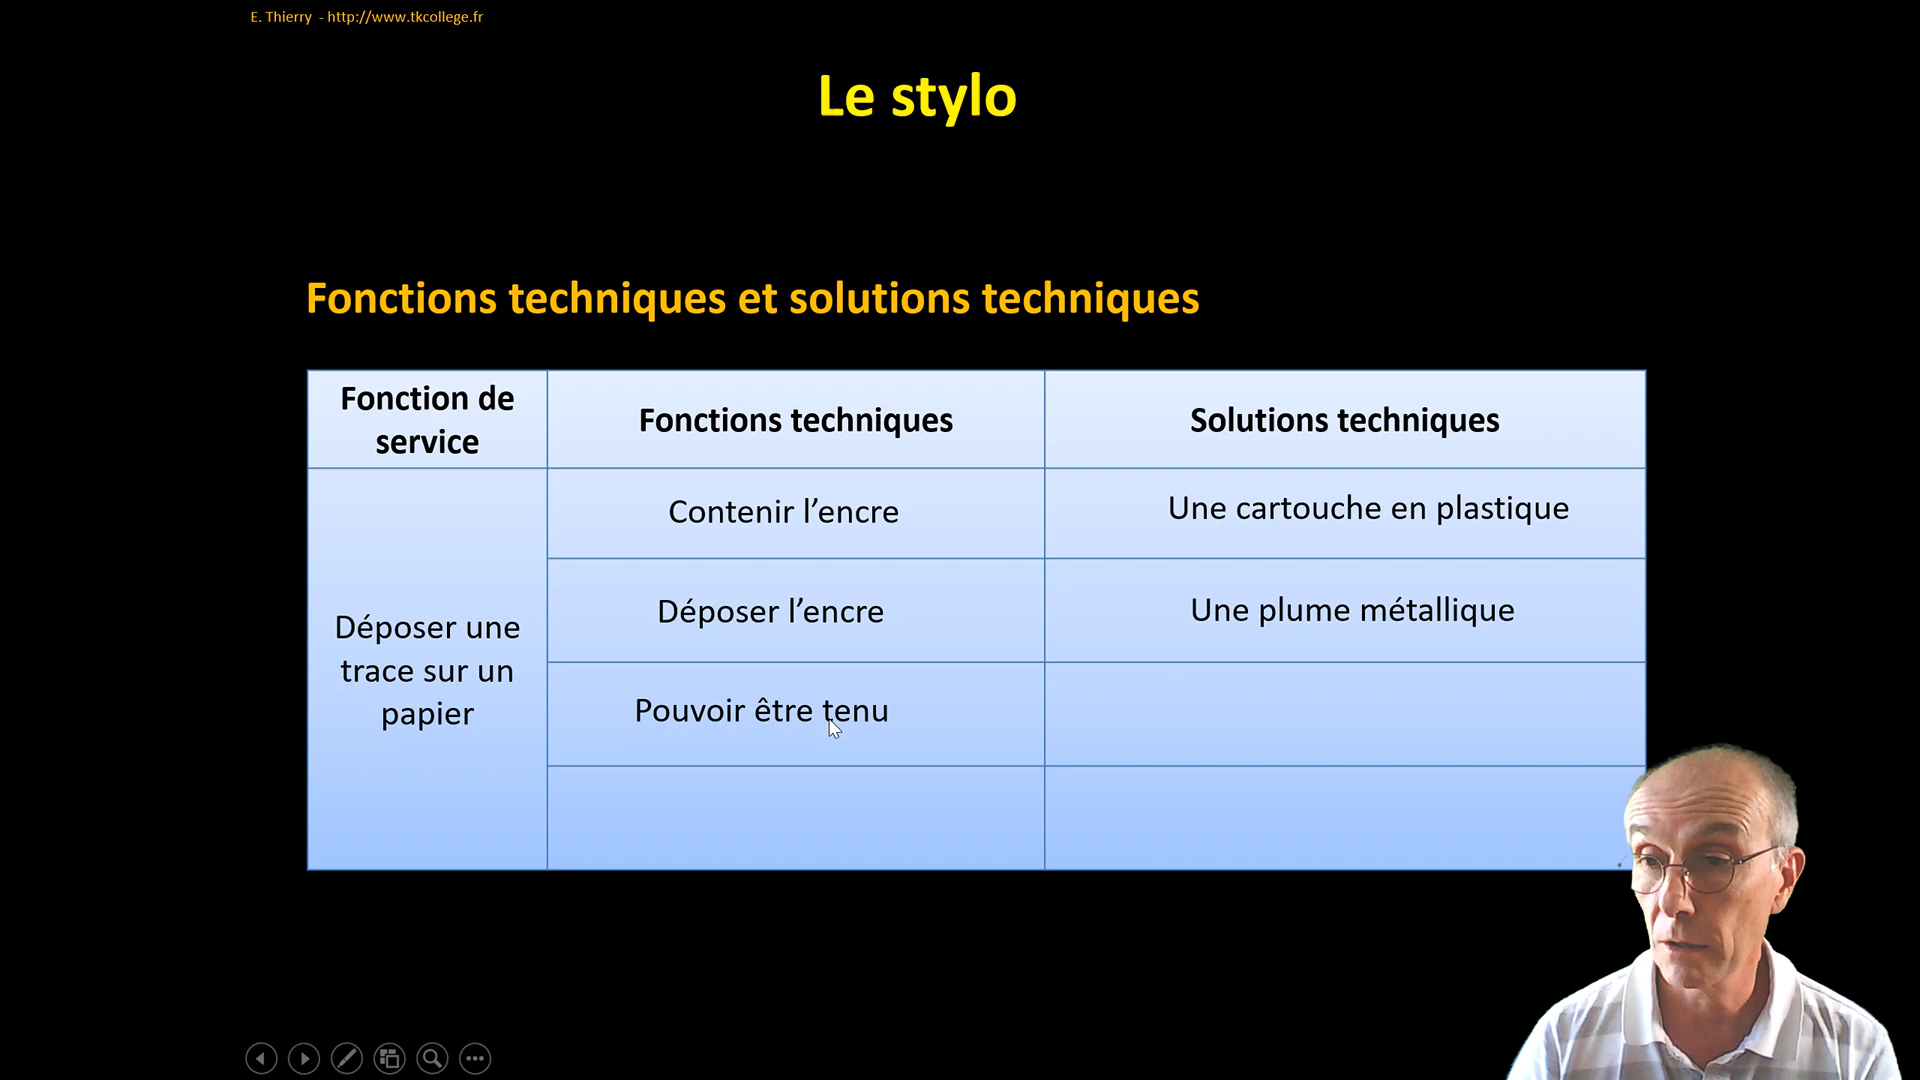 E. Thierry - http://www.tkcollege.fr
Le stylo
Fonctions techniques et solutions techniques
Fonction de
service
Fonctions techniques
Solutions techniques
Déposer une
trace sur un
papier
Contenir l’encre
Une cartouche en plastique
Déposer l’encre
Une plume métallique
Pouvoir être tenu